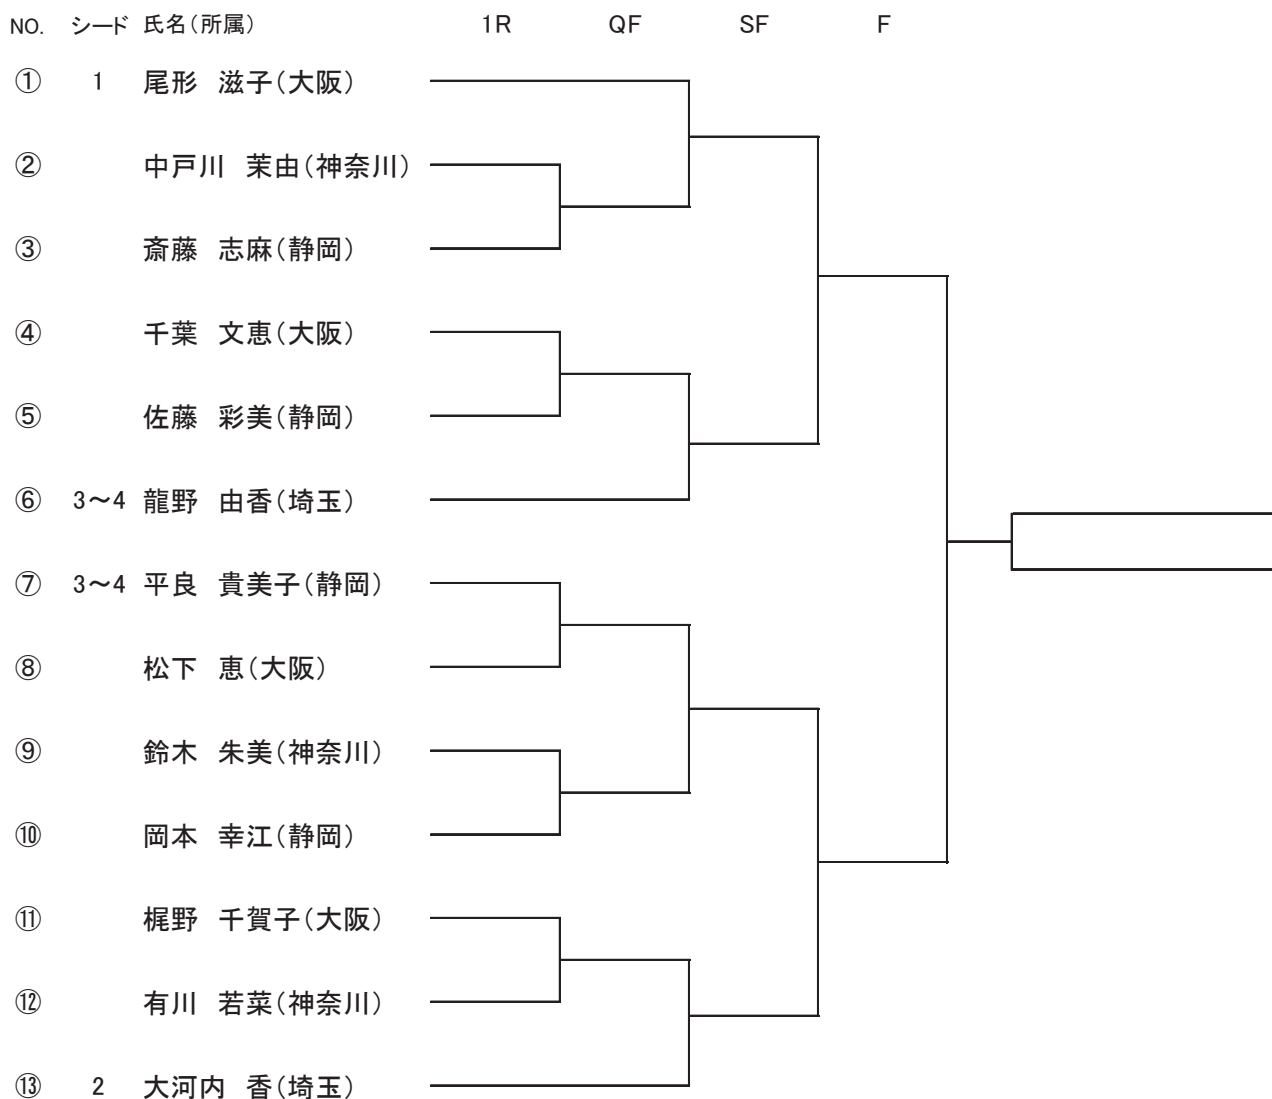 NO. シード 氏名(所属) 1R QF SF F
① 1 尾形 滋子(大阪)
② 中戸川 茉由(神奈川)
③ 斎藤 志麻(静岡)
④ 千葉 文恵(大阪)
⑤ 佐藤 彩美(静岡)
⑥ 3～4 龍野 由香(埼玉)
⑦ 3～4 平良 貴美子(静岡)
⑧ 松下 恵(大阪)
⑨ 鈴木 朱美(神奈川)
⑩ 岡本 幸江(静岡)
⑪ 梶野 千賀子(大阪)
⑫ 有川 若菜(神奈川)
⑬ 2 大河内 香(埼玉)